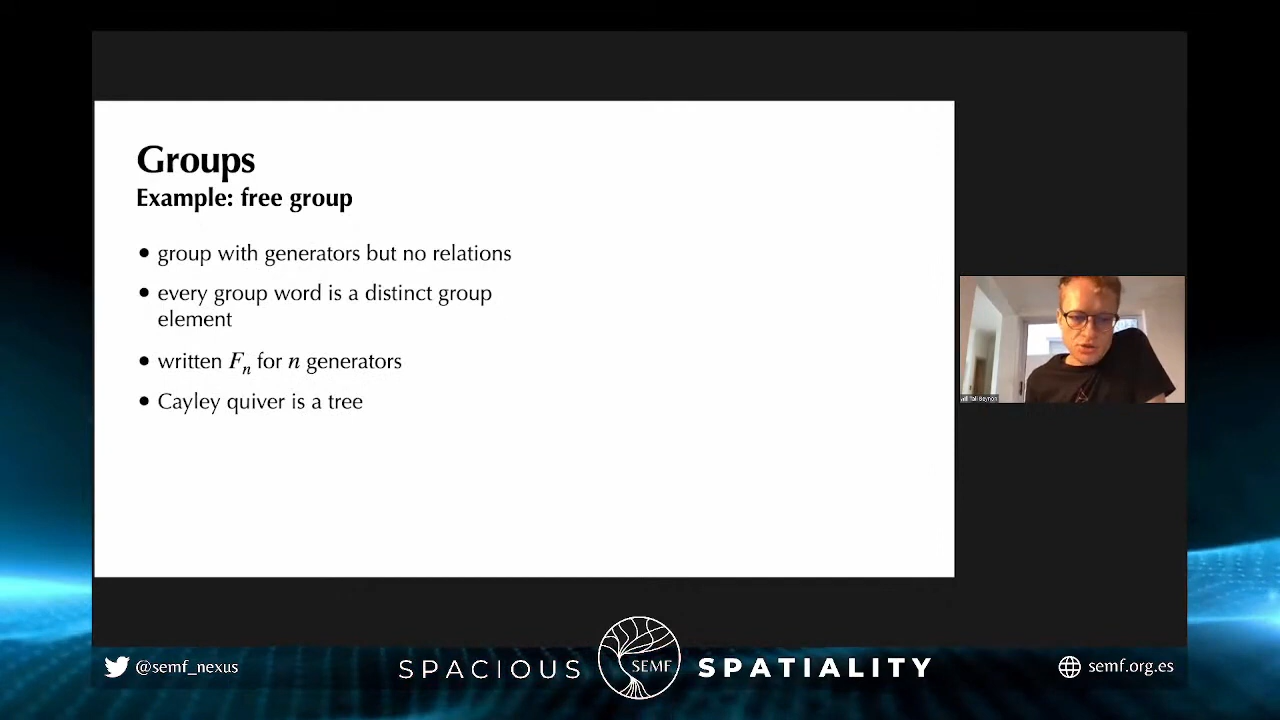 Groups
Example: free group
• group with generators but no relations
• every group word is a distinct group
element
• written Fₙ for n generators
• Cayley quiver is a tree
@semf_nexus
SPACIOUS SEMF SPATIALITY
semf.org.es